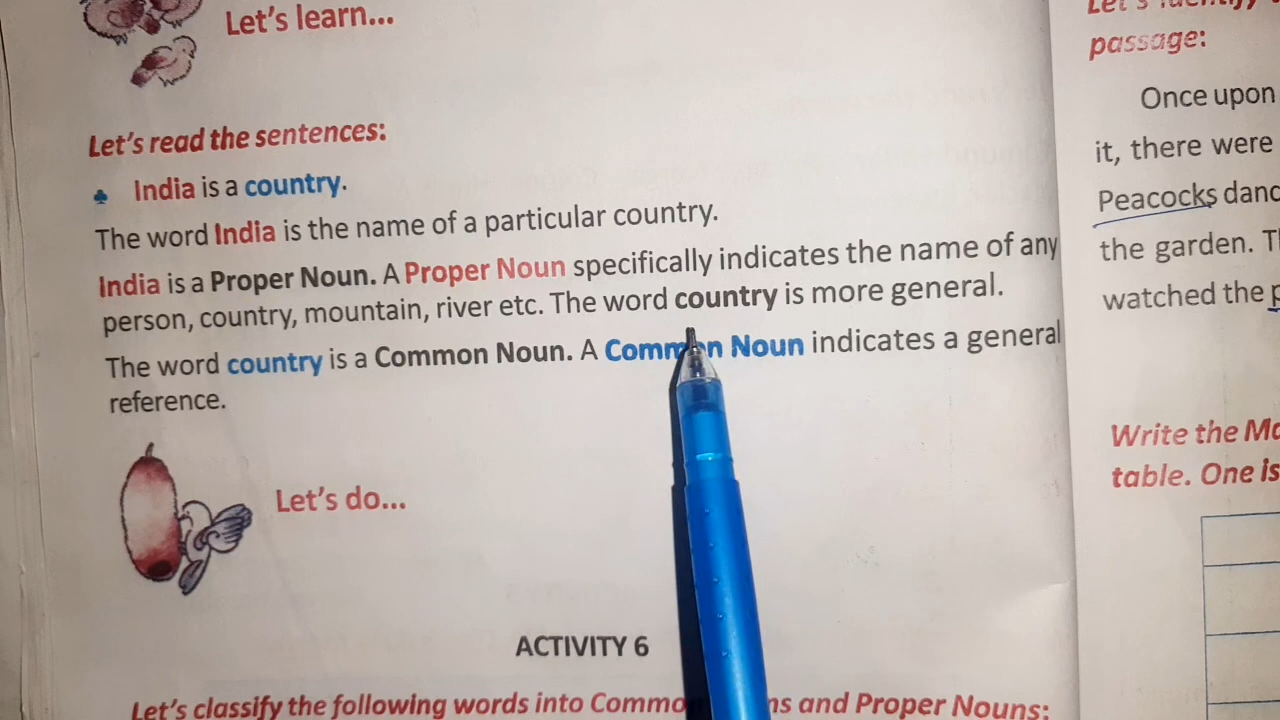 Let's learn...
Let's read the sentences:
♣ India is a country.
The word India is the name of a particular country.
India is a Proper Noun. A Proper Noun specifically indicates the name of any
person, country, mountain, river etc. The word country is more general.
The word country is a Common Noun. A Common Noun indicates a general
reference.
Let's do...
ACTIVITY 6
Let's classify the following words into and Proper Nouns:
passage:
Once upon
it, there were
Peacocks
the garden.
watched the
Write the
table. One is